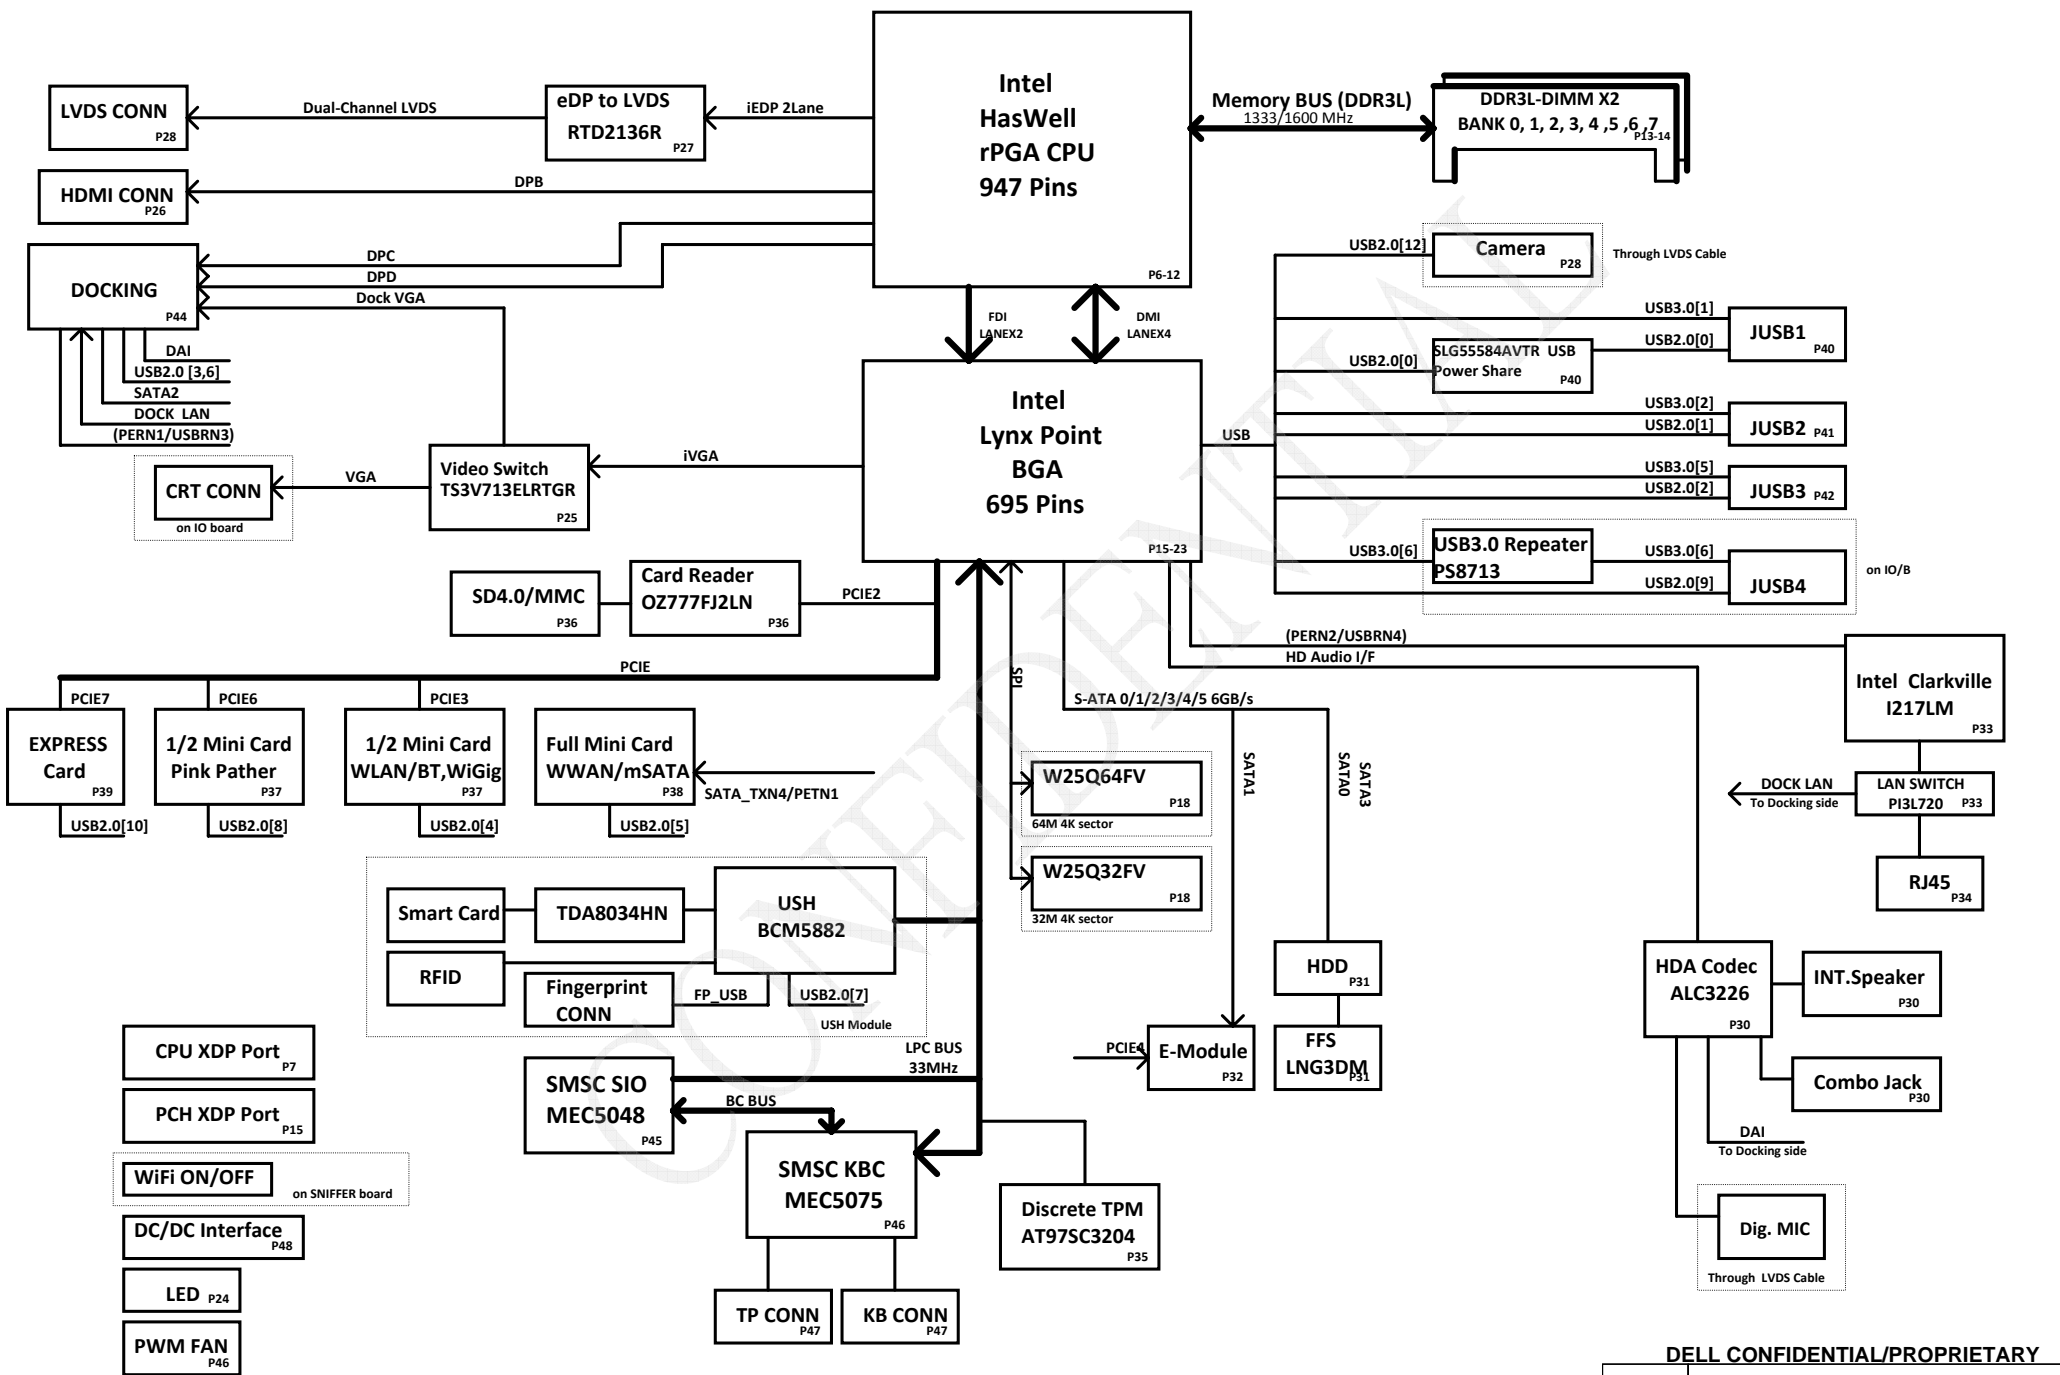 Intel
HasWell
rPGA CPU
947 Pins
P6-12
LVDS CONN
P28
Dual-Channel LVDS
eDP to LVDS
RTD2136R
P27
iEDP 2Lane
Memory BUS (DDR3L)
1333/1600 MHz
DDR3L-DIMM X2
BANK 0, 1, 2, 3, 4 ,5 ,6 ,7
P13-14
HDMI CONN
P26
DPB
DOCKING
P44
DPC
DPD
Dock VGA
DAI
USB2.0 [3,6]
SATA2
DOCK LAN
(PERN1/USBRN3)
FDI
LANEX2
DMI
LANEX4
Intel
Lynx Point
BGA
695 Pins
P15-23
USB
USB2.0[12]
Camera
P28
Through LVDS Cable
USB3.0[1]
USB2.0[0]
SLG55584AVTR USB
Power Share
P40
USB2.0[0]
JUSB1
P40
USB3.0[2]
USB2.0[1]
JUSB2 P41
USB3.0[5]
USB2.0[2]
JUSB3 P42
USB3.0[6]
USB3.0 Repeater
PS8713
USB3.0[6]
USB2.0[9]
JUSB4
on IO/B
CRT CONN
on IO board
VGA
Video Switch
TS3V713ELRTGR
P25
iVGA
SD4.0/MMC
P36
Card Reader
OZ777FJ2LN
P36
PCIE2
PCIE
PCIE7
PCIE6
PCIE3
EXPRESS
Card
P39
USB2.0[10]
1/2 Mini Card
Pink Pather
P37
USB2.0[8]
1/2 Mini Card
WLAN/BT,WiGig
P37
USB2.0[4]
Full Mini Card
WWAN/mSATA
P38
USB2.0[5]
SATA_TXN4/PETN1
SPI
W25Q64FV
P18
64M 4K sector
W25Q32FV
P18
32M 4K sector
S-ATA 0/1/2/3/4/5 6GB/s
SATA1
SATA3
SATA0
(PERN2/USBRN4)
HD Audio I/F
Intel Clarkville
I217LM
P33
DOCK LAN
To Docking side
LAN SWITCH
PI3L720 P33
RJ45
P34
Smart Card
TDA8034HN
USH
BCM5882
RFID
Fingerprint
CONN
FP_USB
USB2.0[7]
USH Module
HDD
P31
FFS
LNG3DM
P31
PCIE4
E-Module
P32
HDA Codec
ALC3226
P30
INT.Speaker
P30
Combo Jack
P30
DAI
To Docking side
Dig. MIC
Through LVDS Cable
CPU XDP Port
P7
PCH XDP Port
P15
WiFi ON/OFF
on SNIFFER board
DC/DC Interface
P48
LED P24
PWM FAN
P46
LPC BUS
33MHz
SMSC SIO
MEC5048
P45
BC BUS
SMSC KBC
MEC5075
P46
TP CONN
P47
KB CONN
P47
Discrete TPM
AT97SC3204
P35
CONFIDENTIAL
DELL CONFIDENTIAL/PROPRIETARY